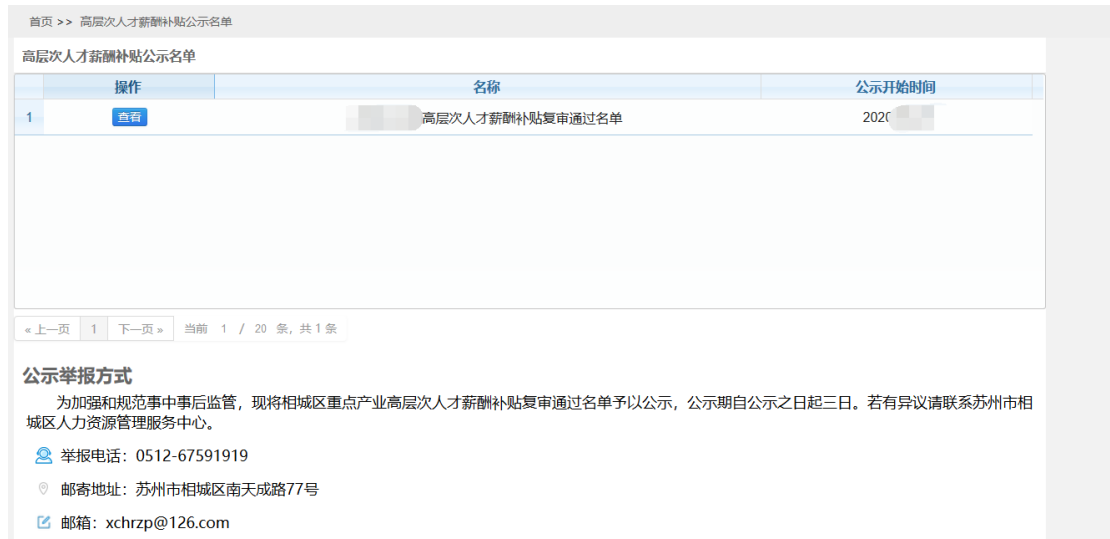 首页 >> 高层次人才薪酬补贴公示名单
高层次人才薪酬补贴公示名单
操作 名称 公示开始时间
1 查看 高层次人才薪酬补贴复审通过名单 2020
« 上一页 1 下一页 » 当前 1 / 20 条, 共 1 条
公示举报方式
为加强和规范事中事后监管，现将相城区重点产业高层次人才薪酬补贴复审通过名单予以公示，公示期自公示之日起三日。若有异议请联系苏州市相
城区人力资源管理服务中心。
举报电话：0512-67591919
邮寄地址：苏州市相城区南天成路77号
邮箱：xchrzp@126.com